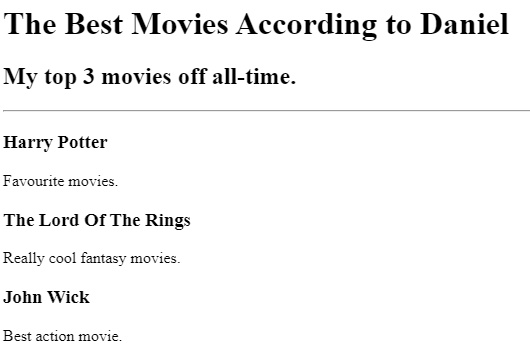 The Best Movies According to Daniel
My top 3 movies off all-time.
Harry Potter
Favourite movies.
The Lord Of The Rings
Really cool fantasy movies.
John Wick
Best action movie.